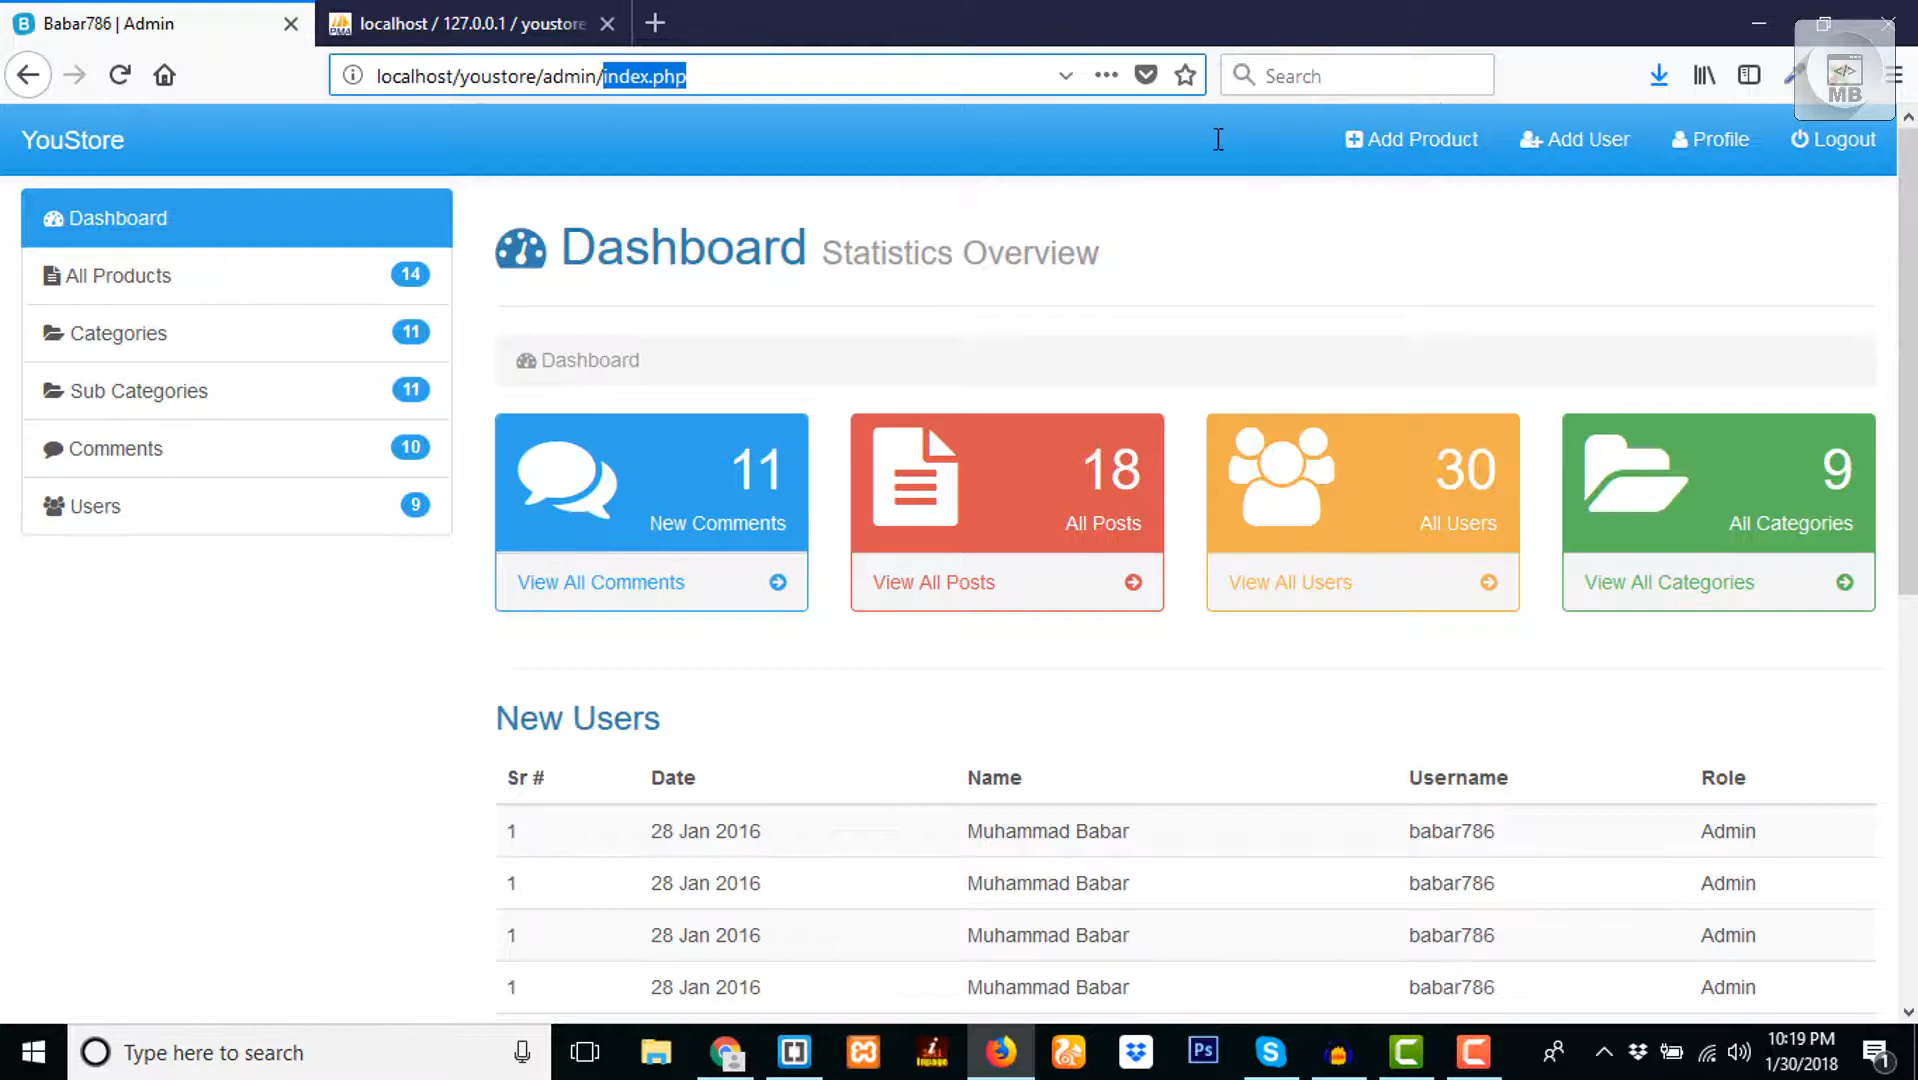 Babar786 | Admin
localhost / 127.0.0.1 / youstore
localhost/youstore/admin/index.php
Search
MB
YouStore
Add Product
Add User
Profile
Logout
Dashboard
All Products 14
Categories 11
Sub Categories 11
Comments 10
Users 9
Dashboard Statistics Overview
Dashboard
11
New Comments
View All Comments
18
All Posts
View All Posts
30
All Users
View All Users
9
All Categories
View All Categories
New Users
Sr # Date Name Username Role
1 28 Jan 2016 Muhammad Babar babar786 Admin
1 28 Jan 2016 Muhammad Babar babar786 Admin
1 28 Jan 2016 Muhammad Babar babar786 Admin
1 28 Jan 2016 Muhammad Babar babar786 Admin
Type here to search
Ps
10:19 PM
1/30/2018
1